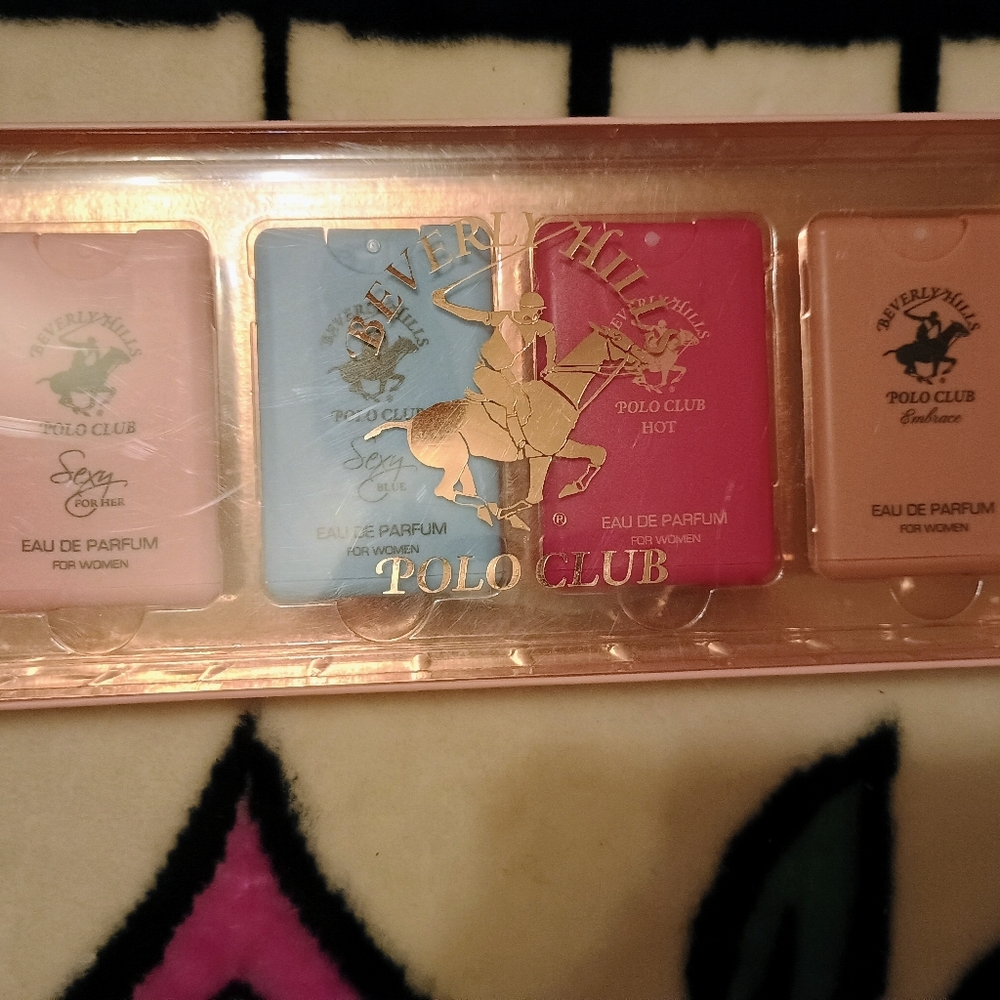 BEVERLY HILLS
POLO CLUB
Sexy
FOR HER
EAU DE PARFUM
FOR WOMEN
BEVERLY HILLS
POLO CLUB
Sexy
BLUE
EAU DE PARFUM
FOR WOMEN
BEVERLY HILLS
®
POLO CLUB
BEVERLY HILLS
POLO CLUB
HOT
EAU DE PARFUM
FOR WOMEN
BEVERLY HILLS
POLO CLUB
Embrace
EAU DE PARFUM
FOR WOMEN